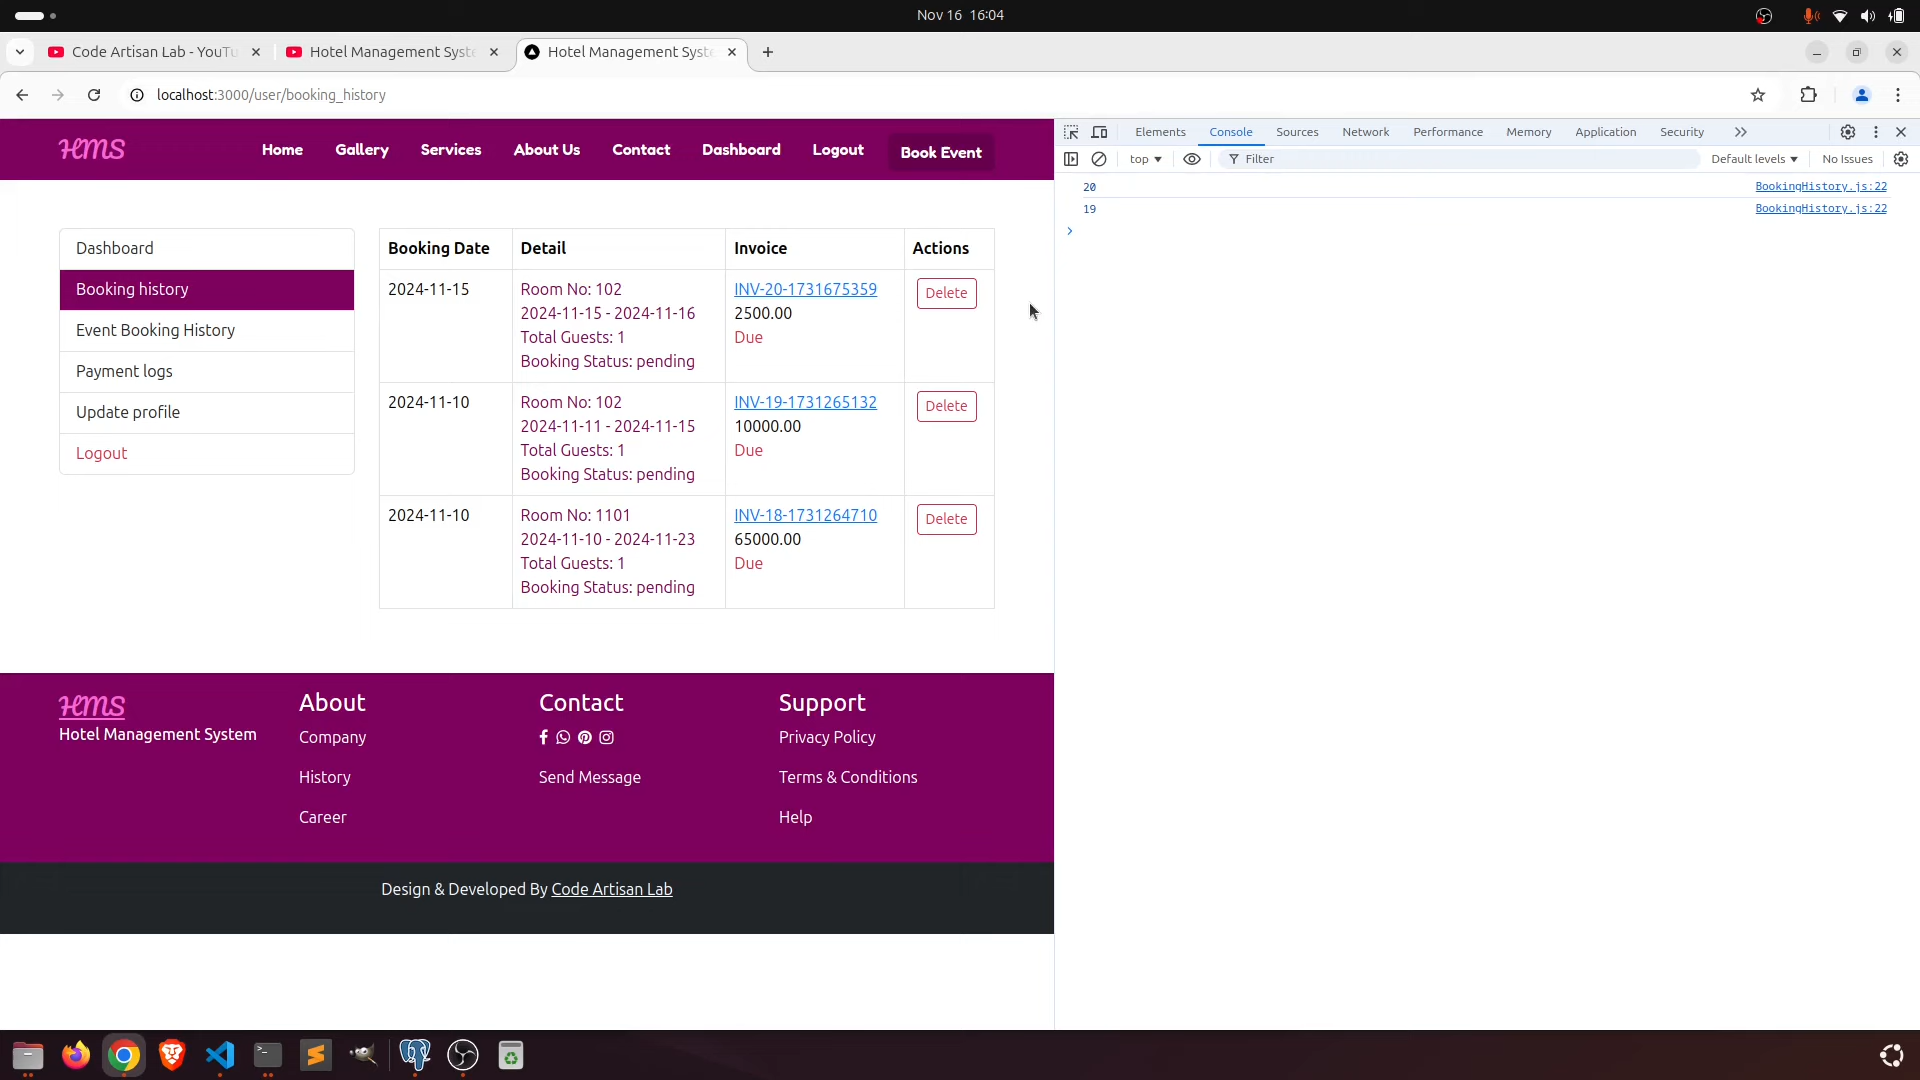 Nov 16 16:04
Code Artisan Lab - YouTu
Hotel Management Syste
Hotel Management Syste
localhost:3000/user/booking_history
HMS
Home
Gallery
Services
About Us
Contact
Dashboard
Logout
Book Event
Elements
Console
Sources
Network
Performance
Memory
Application
Security
top
Filter
Default levels
No Issues
20
BookingHistory.js:22
19
BookingHistory.js:22
Dashboard
Booking history
Event Booking History
Payment logs
Update profile
Logout
Booking Date
Detail
Invoice
Actions
2024-11-15
Room No: 102
2024-11-15 - 2024-11-16
Total Guests: 1
Booking Status: pending
INV-20-1731675359
2500.00
Due
Delete
2024-11-10
Room No: 102
2024-11-11 - 2024-11-15
Total Guests: 1
Booking Status: pending
INV-19-1731265132
10000.00
Due
Delete
2024-11-10
Room No: 1101
2024-11-10 - 2024-11-23
Total Guests: 1
Booking Status: pending
INV-18-1731264710
65000.00
Due
Delete
HMS
Hotel Management System
About
Company
History
Career
Contact
Send Message
Support
Privacy Policy
Terms & Conditions
Help
Design & Developed By Code Artisan Lab